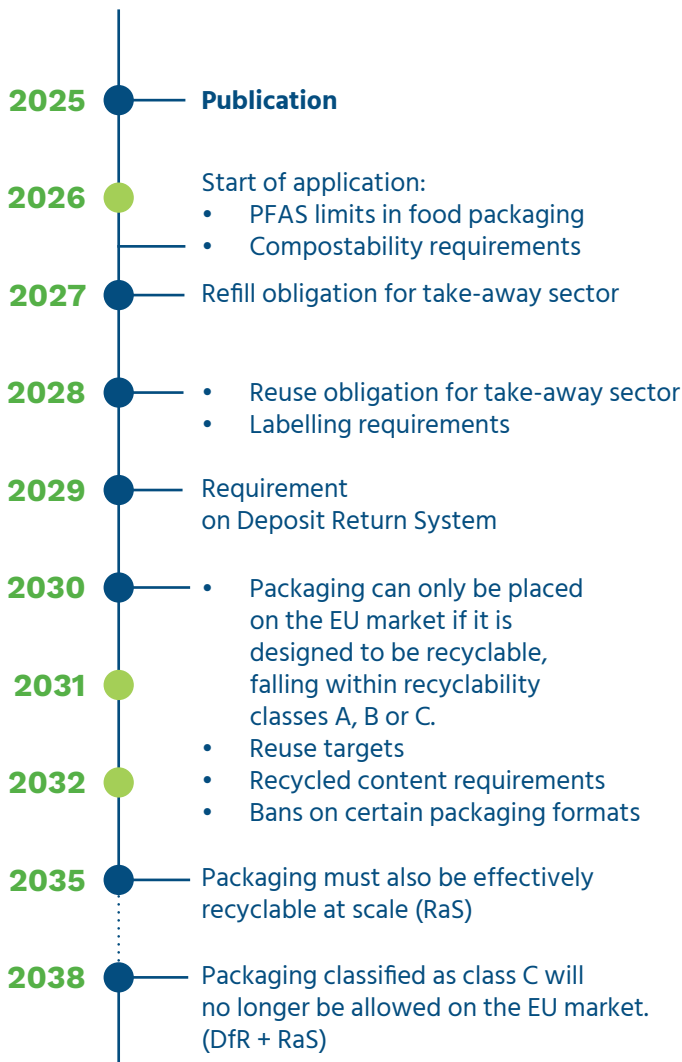 2025 Publication
2026 Start of application:
• PFAS limits in food packaging
• Compostability requirements
2027 Refill obligation for take-away sector
2028 • Reuse obligation for take-away sector
• Labelling requirements
2029 Requirement
on Deposit Return System
2030 • Packaging can only be placed
on the EU market if it is
designed to be recyclable,
2031 falling within recyclability
classes A, B or C.
• Reuse targets
2032 • Recycled content requirements
• Bans on certain packaging formats
2035 Packaging must also be effectively
recyclable at scale (RaS)
2038 Packaging classified as class C will
no longer be allowed on the EU market.
(DfR + RaS)